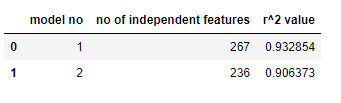 model no no of independent features r^2 value
0 1 267 0.932854
1 2 236 0.906373